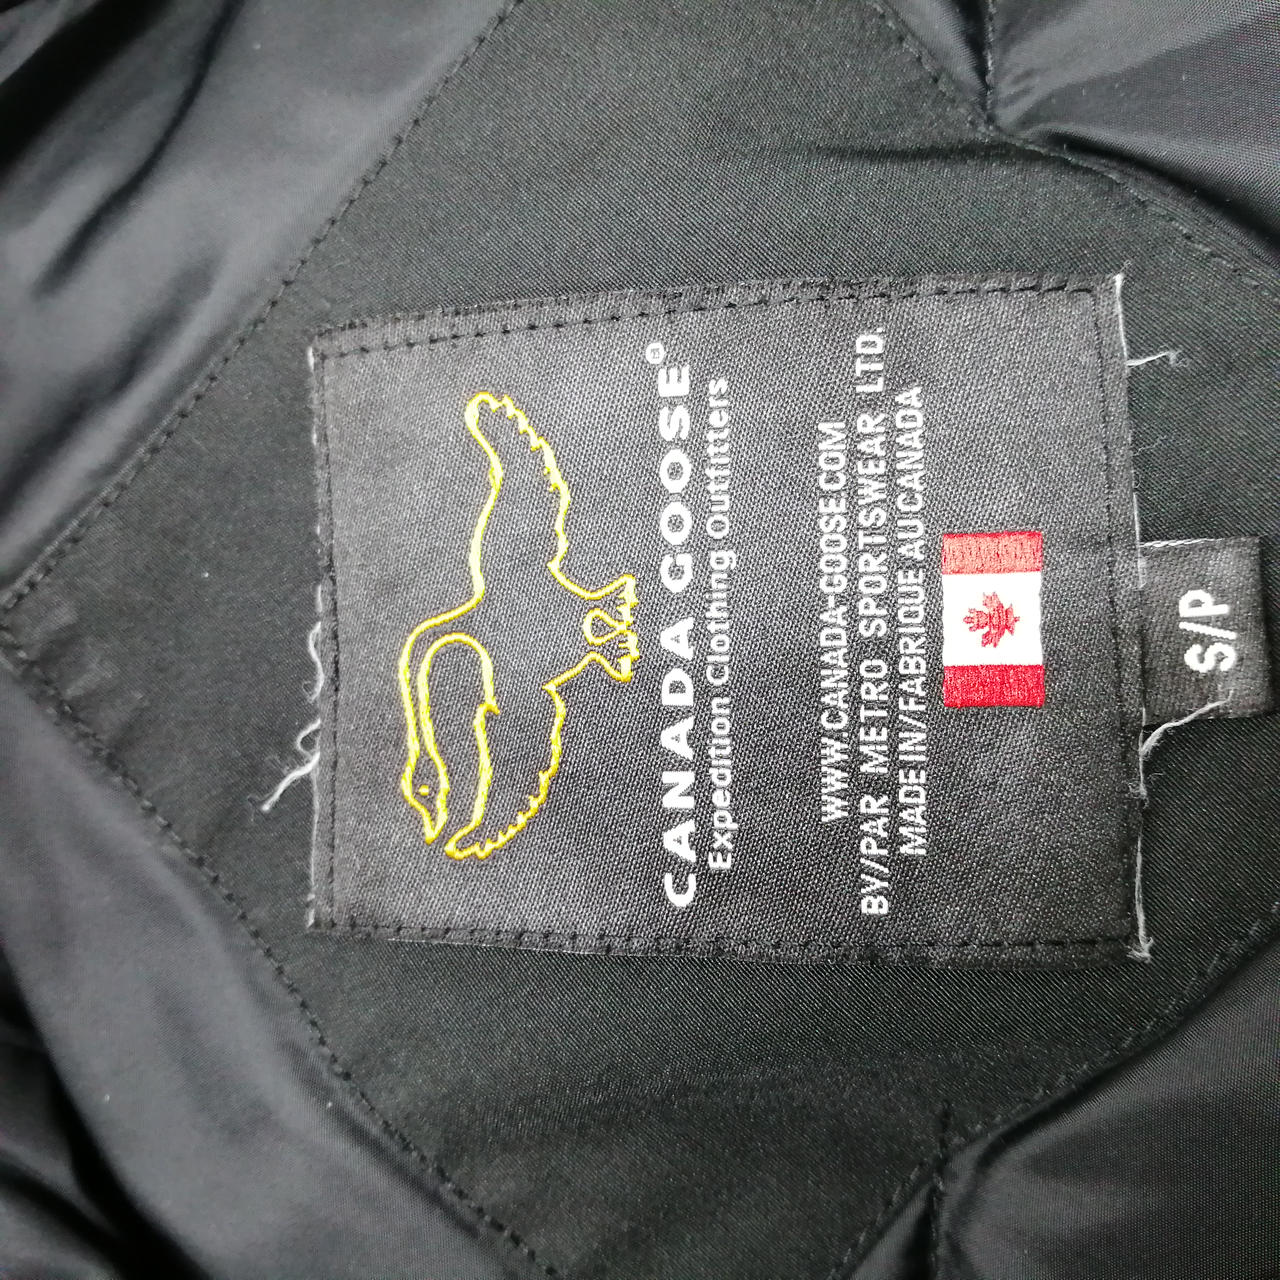 CANADA GOOSE®
Expedition Clothing Outfitters
WWW.CANADA-GOOSE.COM
BY/PAR METRO SPORTSWEAR LTD.
MADE IN/FABRIQUE AU CANADA
S/P